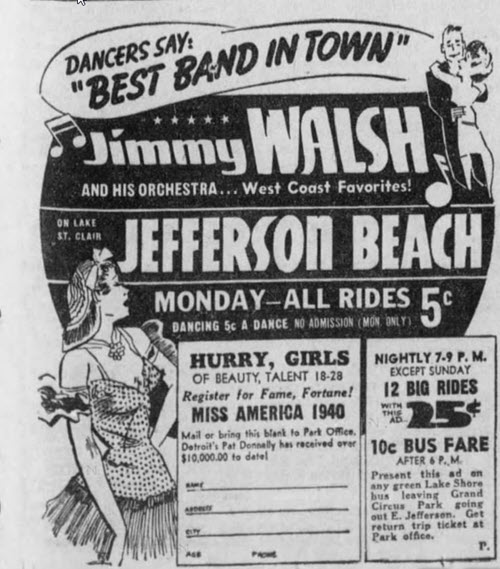 DANCERS SAY:
"BEST BAND IN TOWN"
Jimmy WALSH
AND HIS ORCHESTRA... West Coast Favorites!
ON LAKE
ST. CLAIR
JEFFERSON BEACH
MONDAY—ALL RIDES 5c
DANCING 5c A DANCE NO ADMISSION (MON ONLY)
HURRY, GIRLS
OF BEAUTY, TALENT 18-28
Register for Fame, Fortune!
MISS AMERICA 1940
Mail or bring this blank to Park Office.
Detroit's Pat Donnelly has received over
$10,000.00 to date!
NAME
ADDRESS
CITY
AGE PHONE
NIGHTLY 7-9 P. M.
EXCEPT SUNDAY
12 BIG RIDES
WITH
THIS
AD... 25¢
10c BUS FARE
AFTER 6 P. M.
Present this ad on
any green Lake Shore
bus leaving Grand
Circus Park going
out E. Jefferson. Get
return trip ticket at
Park office.
P.